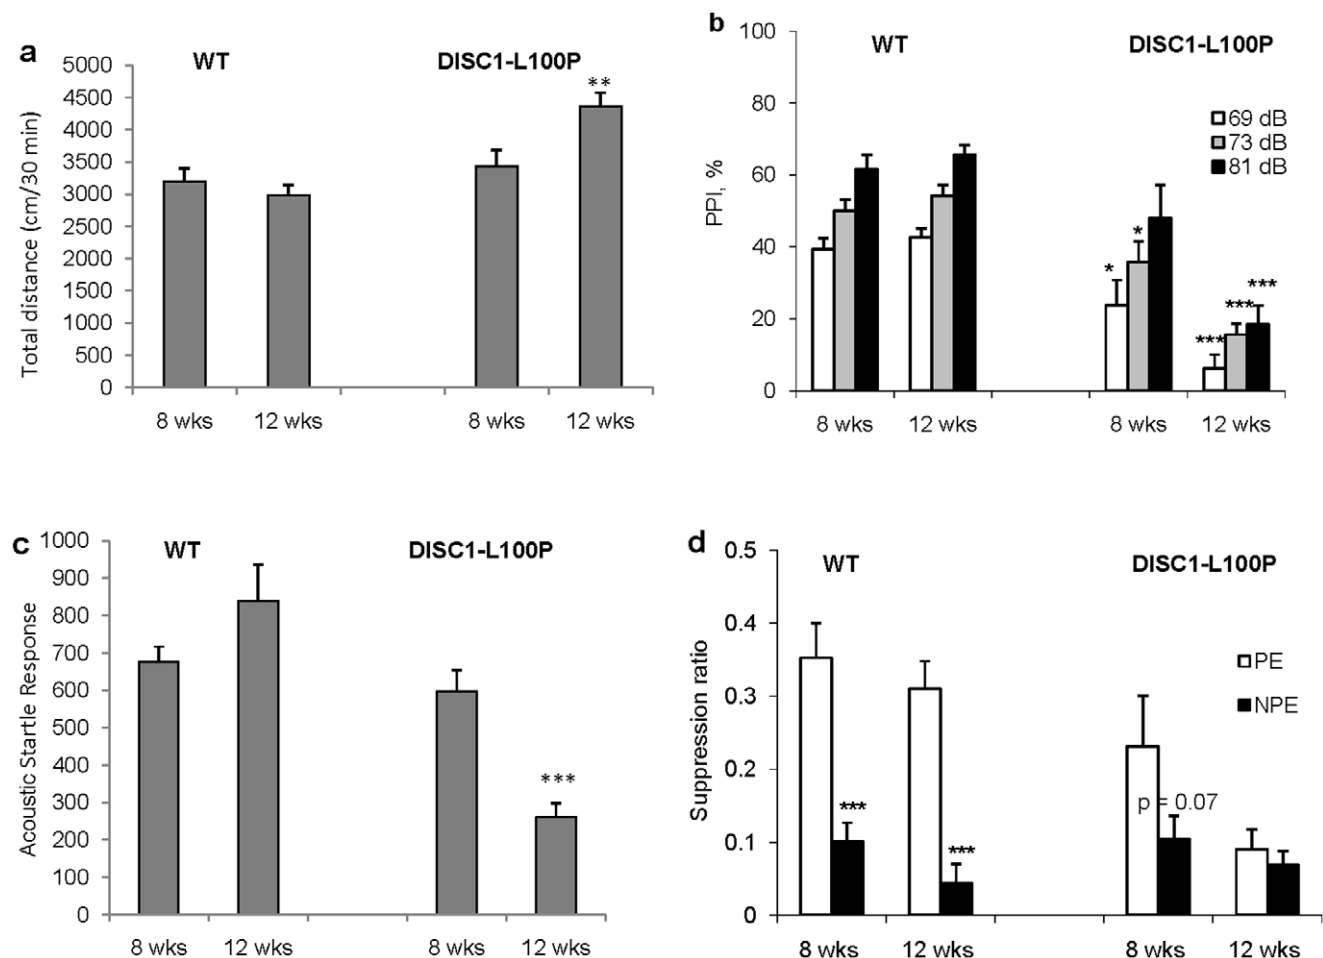 a
WT
DISC1-L100P
Total distance (cm/30 min)
5000
4500
4000
3500
3000
2500
2000
1500
1000
500
0
**
8 wks
12 wks
8 wks
12 wks
b
WT
DISC1-L100P
PPI, %
100
80
60
40
20
0
69 dB
73 dB
81 dB
*
*
***
***
***
8 wks
12 wks
8 wks
12 wks
c
WT
DISC1-L100P
Acoustic Startle Response
1000
900
800
700
600
500
400
300
200
100
0
***
8 wks
12 wks
8 wks
12 wks
d
WT
DISC1-L100P
Suppression ratio
0.5
0.4
0.3
0.2
0.1
0
PE
NPE
***
***
p = 0.07
8 wks
12 wks
8 wks
12 wks